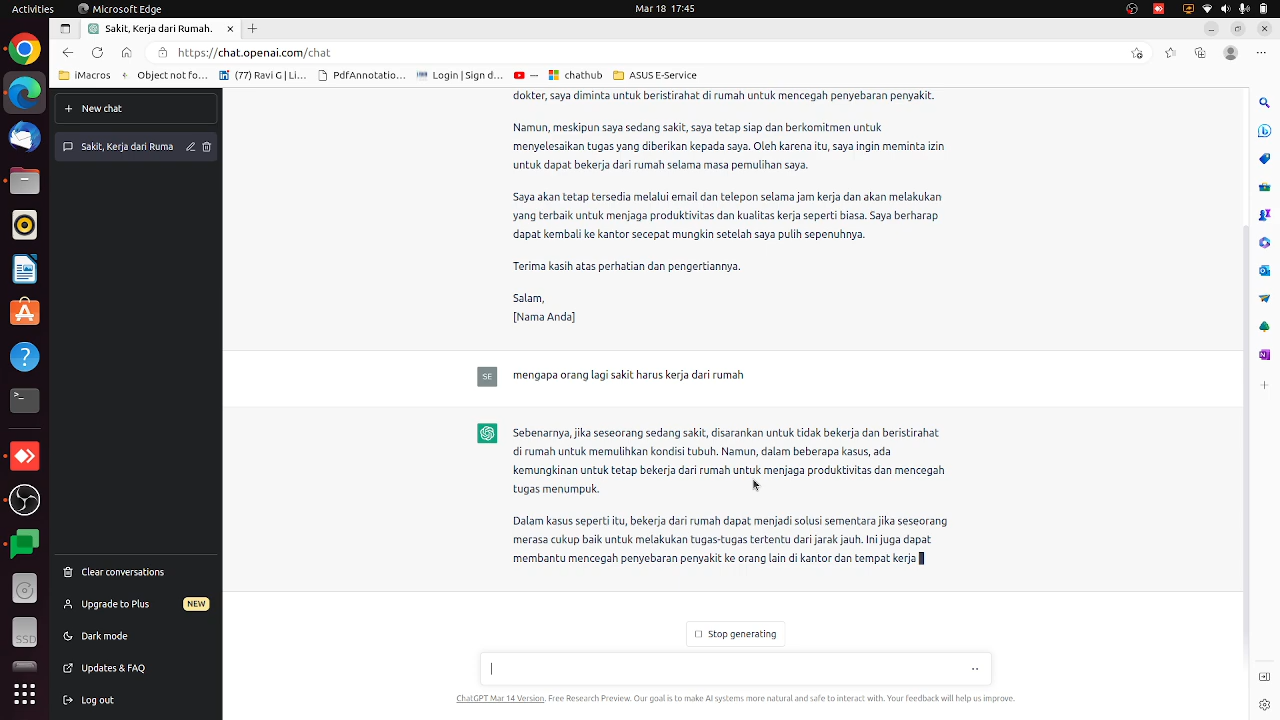 Activities
Microsoft Edge
Mar 18 17:45
Sakit, Kerja dari Rumah.
https://chat.openai.com/chat
iMacros
Object not fo...
(77) Ravi G | Li...
PdfAnnotatio...
Login | Sign d...
chathub
ASUS E-Service
New chat
Sakit, Kerja dari Ruma
dokter, saya diminta untuk beristirahat di rumah untuk mencegah penyebaran penyakit.
Namun, meskipun saya sedang sakit, saya tetap siap dan berkomitmen untuk
menyelesaikan tugas yang diberikan kepada saya. Oleh karena itu, saya ingin meminta izin
untuk dapat bekerja dari rumah selama masa pemulihan saya.
Saya akan tetap tersedia melalui email dan telepon selama jam kerja dan akan melakukan
yang terbaik untuk menjaga produktivitas dan kualitas kerja seperti biasa. Saya berharap
dapat kembali ke kantor secepat mungkin setelah saya pulih sepenuhnya.
Terima kasih atas perhatian dan pengertiannya.
Salam,
[Nama Anda]
SE
mengapa orang lagi sakit harus kerja dari rumah
Sebenarnya, jika seseorang sedang sakit, disarankan untuk tidak bekerja dan beristirahat
di rumah untuk memulihkan kondisi tubuh. Namun, dalam beberapa kasus, ada
kemungkinan untuk tetap bekerja dari rumah untuk menjaga produktivitas dan mencegah
tugas menumpuk.
Dalam kasus seperti itu, bekerja dari rumah dapat menjadi solusi sementara jika seseorang
merasa cukup baik untuk melakukan tugas-tugas tertentu dari jarak jauh. Ini juga dapat
membantu mencegah penyebaran penyakit ke orang lain di kantor dan tempat kerja
Clear conversations
Upgrade to Plus
NEW
Dark mode
Updates & FAQ
Log out
Stop generating
ChatGPT Mar 14 Version. Free Research Preview. Our goal is to make AI systems more natural and safe to interact with. Your feedback will help us improve.
SSD